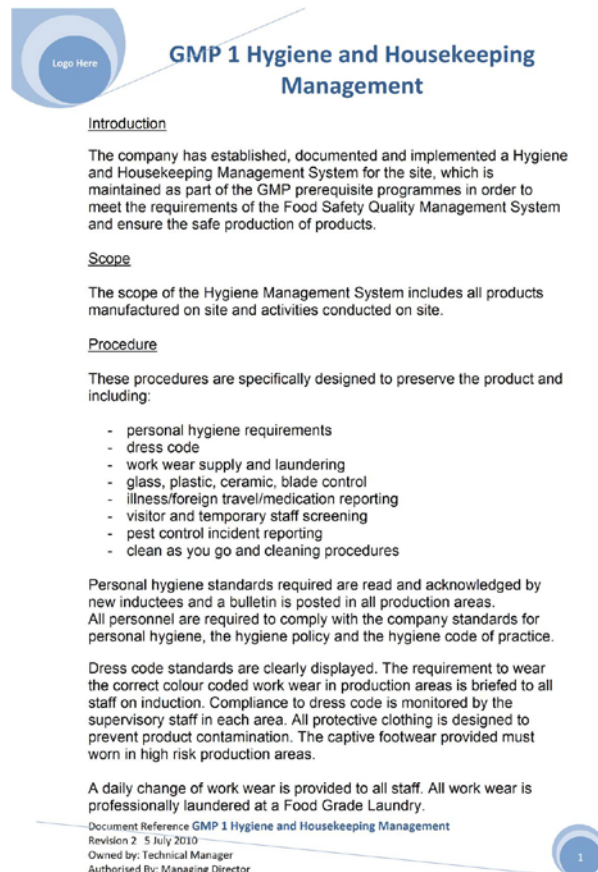 Logo Here
GMP 1 Hygiene and Housekeeping
Management
Introduction
The company has established, documented and implemented a Hygiene
and Housekeeping Management System for the site, which is
maintained as part of the GMP prerequisite programmes in order to
meet the requirements of the Food Safety Quality Management System
and ensure the safe production of products.
Scope
The scope of the Hygiene Management System includes all products
manufactured on site and activities conducted on site.
Procedure
These procedures are specifically designed to preserve the product and
including:
- personal hygiene requirements
- dress code
- work wear supply and laundering
- glass, plastic, ceramic, blade control
- illness/foreign travel/medication reporting
- visitor and temporary staff screening
- pest control incident reporting
- clean as you go and cleaning procedures
Personal hygiene standards required are read and acknowledged by
new inductees and a bulletin is posted in all production areas.
All personnel are required to comply with the company standards for
personal hygiene, the hygiene policy and the hygiene code of practice.
Dress code standards are clearly displayed. The requirement to wear
the correct colour coded work wear in production areas is briefed to all
staff on induction. Compliance to dress code is monitored by the
supervisory staff in each area. All protective clothing is designed to
prevent product contamination. The captive footwear provided must
worn in high risk production areas.
A daily change of work wear is provided to all staff. All work wear is
professionally laundered at a Food Grade Laundry.
Document Reference GMP 1 Hygiene and Housekeeping Management
Revision 2 5 July 2010
Owned by: Technical Manager
Authorised By: Managing Director
1